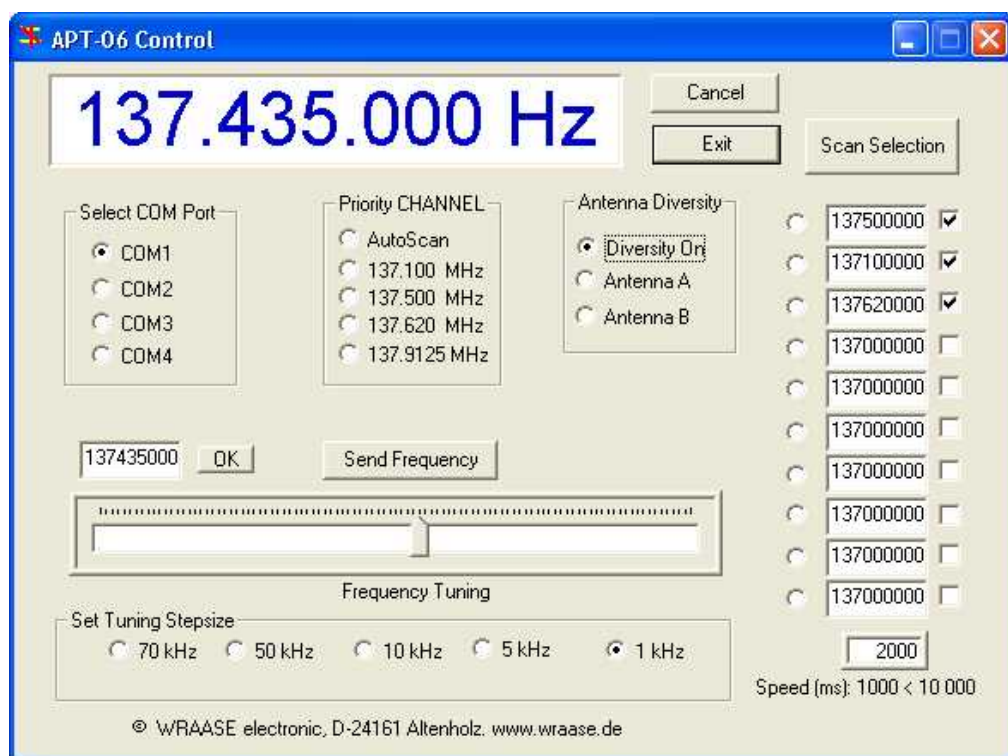 APT-06 Control
137.435.000 Hz
Cancel
Exit
Scan Selection
Select COM Port
COM1
COM2
COM3
COM4
Priority CHANNEL
AutoScan
137.100 MHz
137.500 MHz
137.620 MHz
137.9125 MHz
Antenna Diversity
Diversity On
Antenna A
Antenna B
137500000
137100000
137620000
137000000
137000000
137000000
137000000
137000000
137000000
137000000
2000
Speed (ms): 1000 < 10 000
137435000
OK
Send Frequency
Frequency Tuning
Set Tuning Stepsize
70 kHz
50 kHz
10 kHz
5 kHz
1 kHz
© WRAASE electronic, D-24161 Altenholz. www.wraase.de